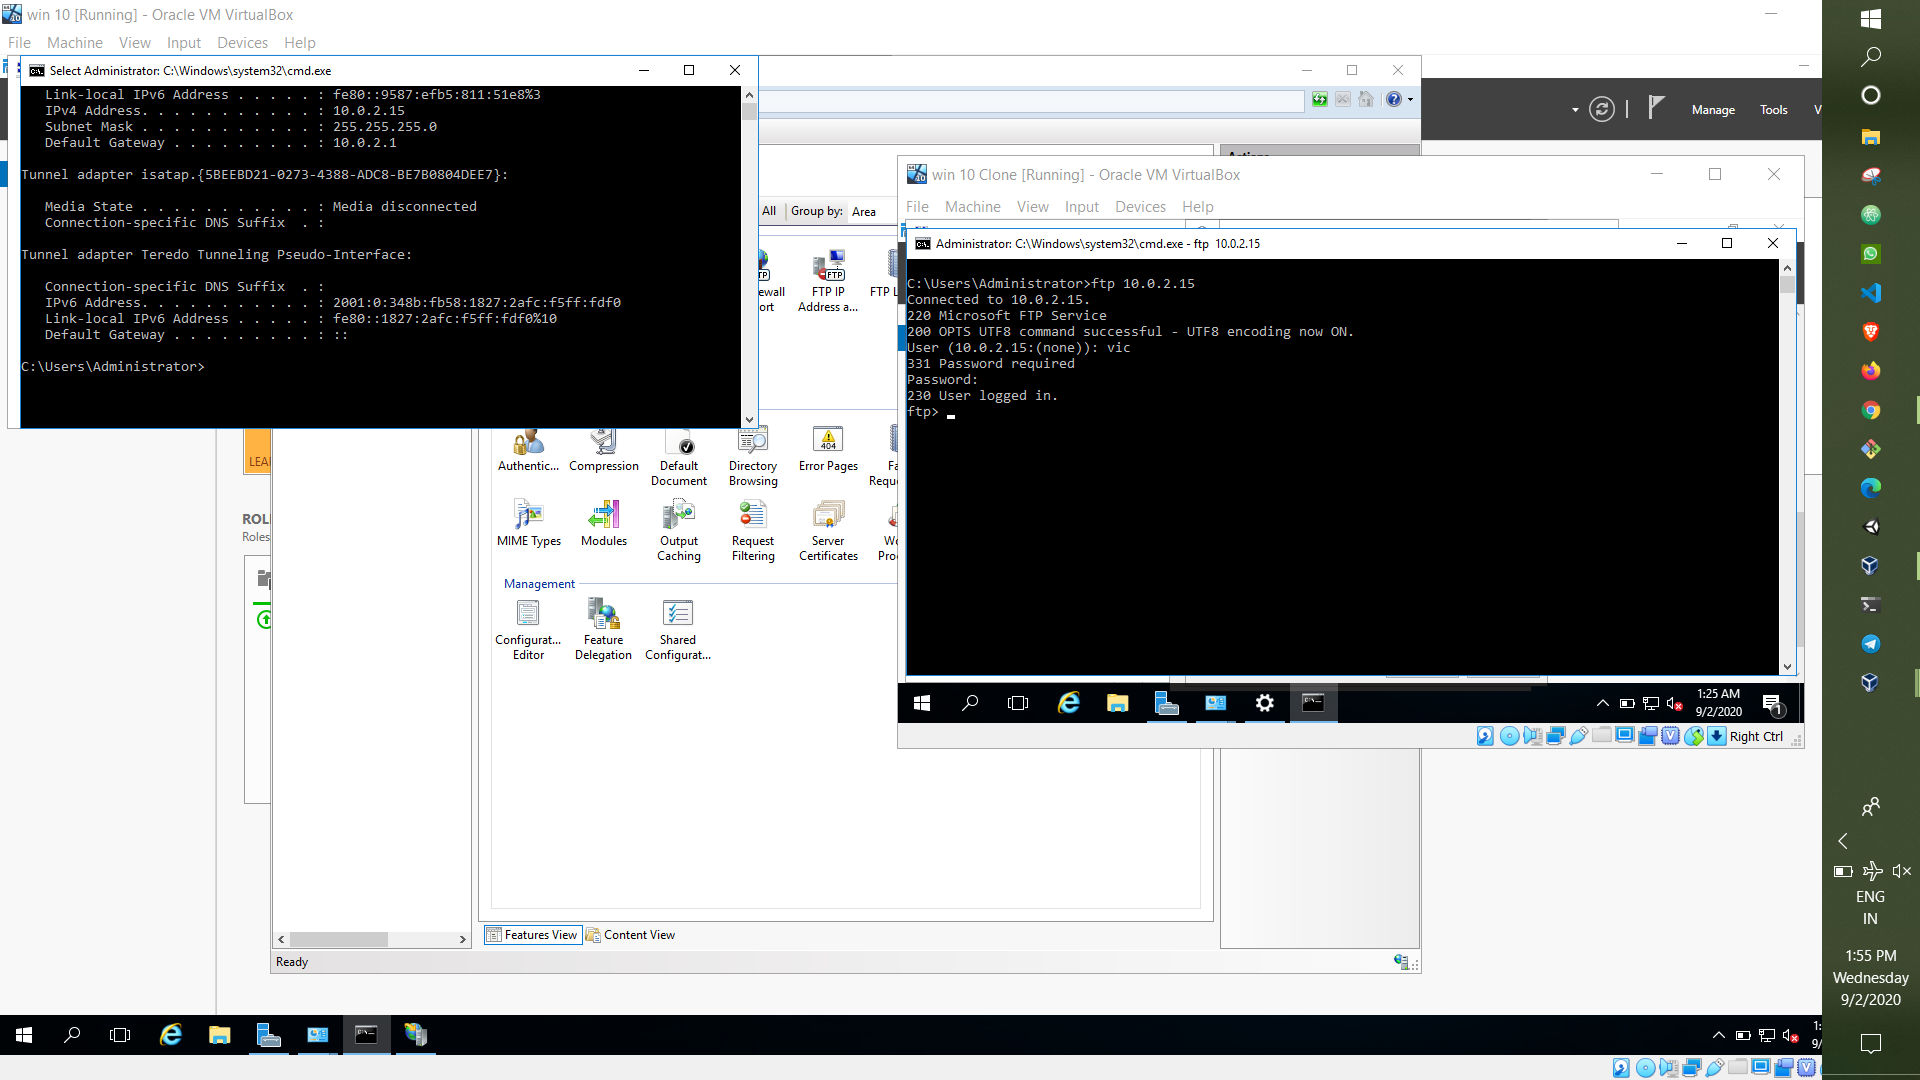 win 10 [Running] - Oracle VM VirtualBox
File Machine View Input Devices Help
Select Administrator: C:\Windows\system32\cmd.exe
Link-local IPv6 Address . . . . . : fe80::9587:efb5:811:51e8%3
IPv4 Address. . . . . . . . . . . : 10.0.2.15
Subnet Mask . . . . . . . . . . . : 255.255.255.0
Default Gateway . . . . . . . . . : 10.0.2.1
Tunnel adapter isatap.{5BEEBD21-0273-4388-ADC8-BE7B0804DEE7}:
Media State . . . . . . . . . . . : Media disconnected
Connection-specific DNS Suffix  . :
Tunnel adapter Teredo Tunneling Pseudo-Interface:
Connection-specific DNS Suffix  . :
IPv6 Address. . . . . . . . . . . : 2001:0:348b:fb58:1827:2afc:f5ff:fdf0
Link-local IPv6 Address . . . . . : fe80::1827:2afc:f5ff:fdf0%10
Default Gateway . . . . . . . . . : ::
C:\Users\Administrator>
Manage Tools V
All Group by: Area
FTP IP
Address a...
FTP L
win 10 Clone [Running] - Oracle VM VirtualBox
File Machine View Input Devices Help
Administrator: C:\Windows\system32\cmd.exe - ftp 10.0.2.15
C:\Users\Administrator>ftp 10.0.2.15
Connected to 10.0.2.15.
220 Microsoft FTP Service
200 OPTS UTF8 command successful - UTF8 encoding now ON.
User (10.0.2.15:(none)): vic
331 Password required
Password:
230 User logged in.
ftp>
1:25 AM
9/2/2020
1
Right Ctrl
LEA
ROL
Roles
Authentic...
Compression
Default
Document
Directory
Browsing
404
Error Pages
MIME Types
Modules
Output
Caching
Request
Filtering
Server
Certificates
Management
Configurat...
Editor
Feature
Delegation
Shared
Configurat...
Features View Content View
Ready
ENG
IN
1:55 PM
Wednesday
9/2/2020